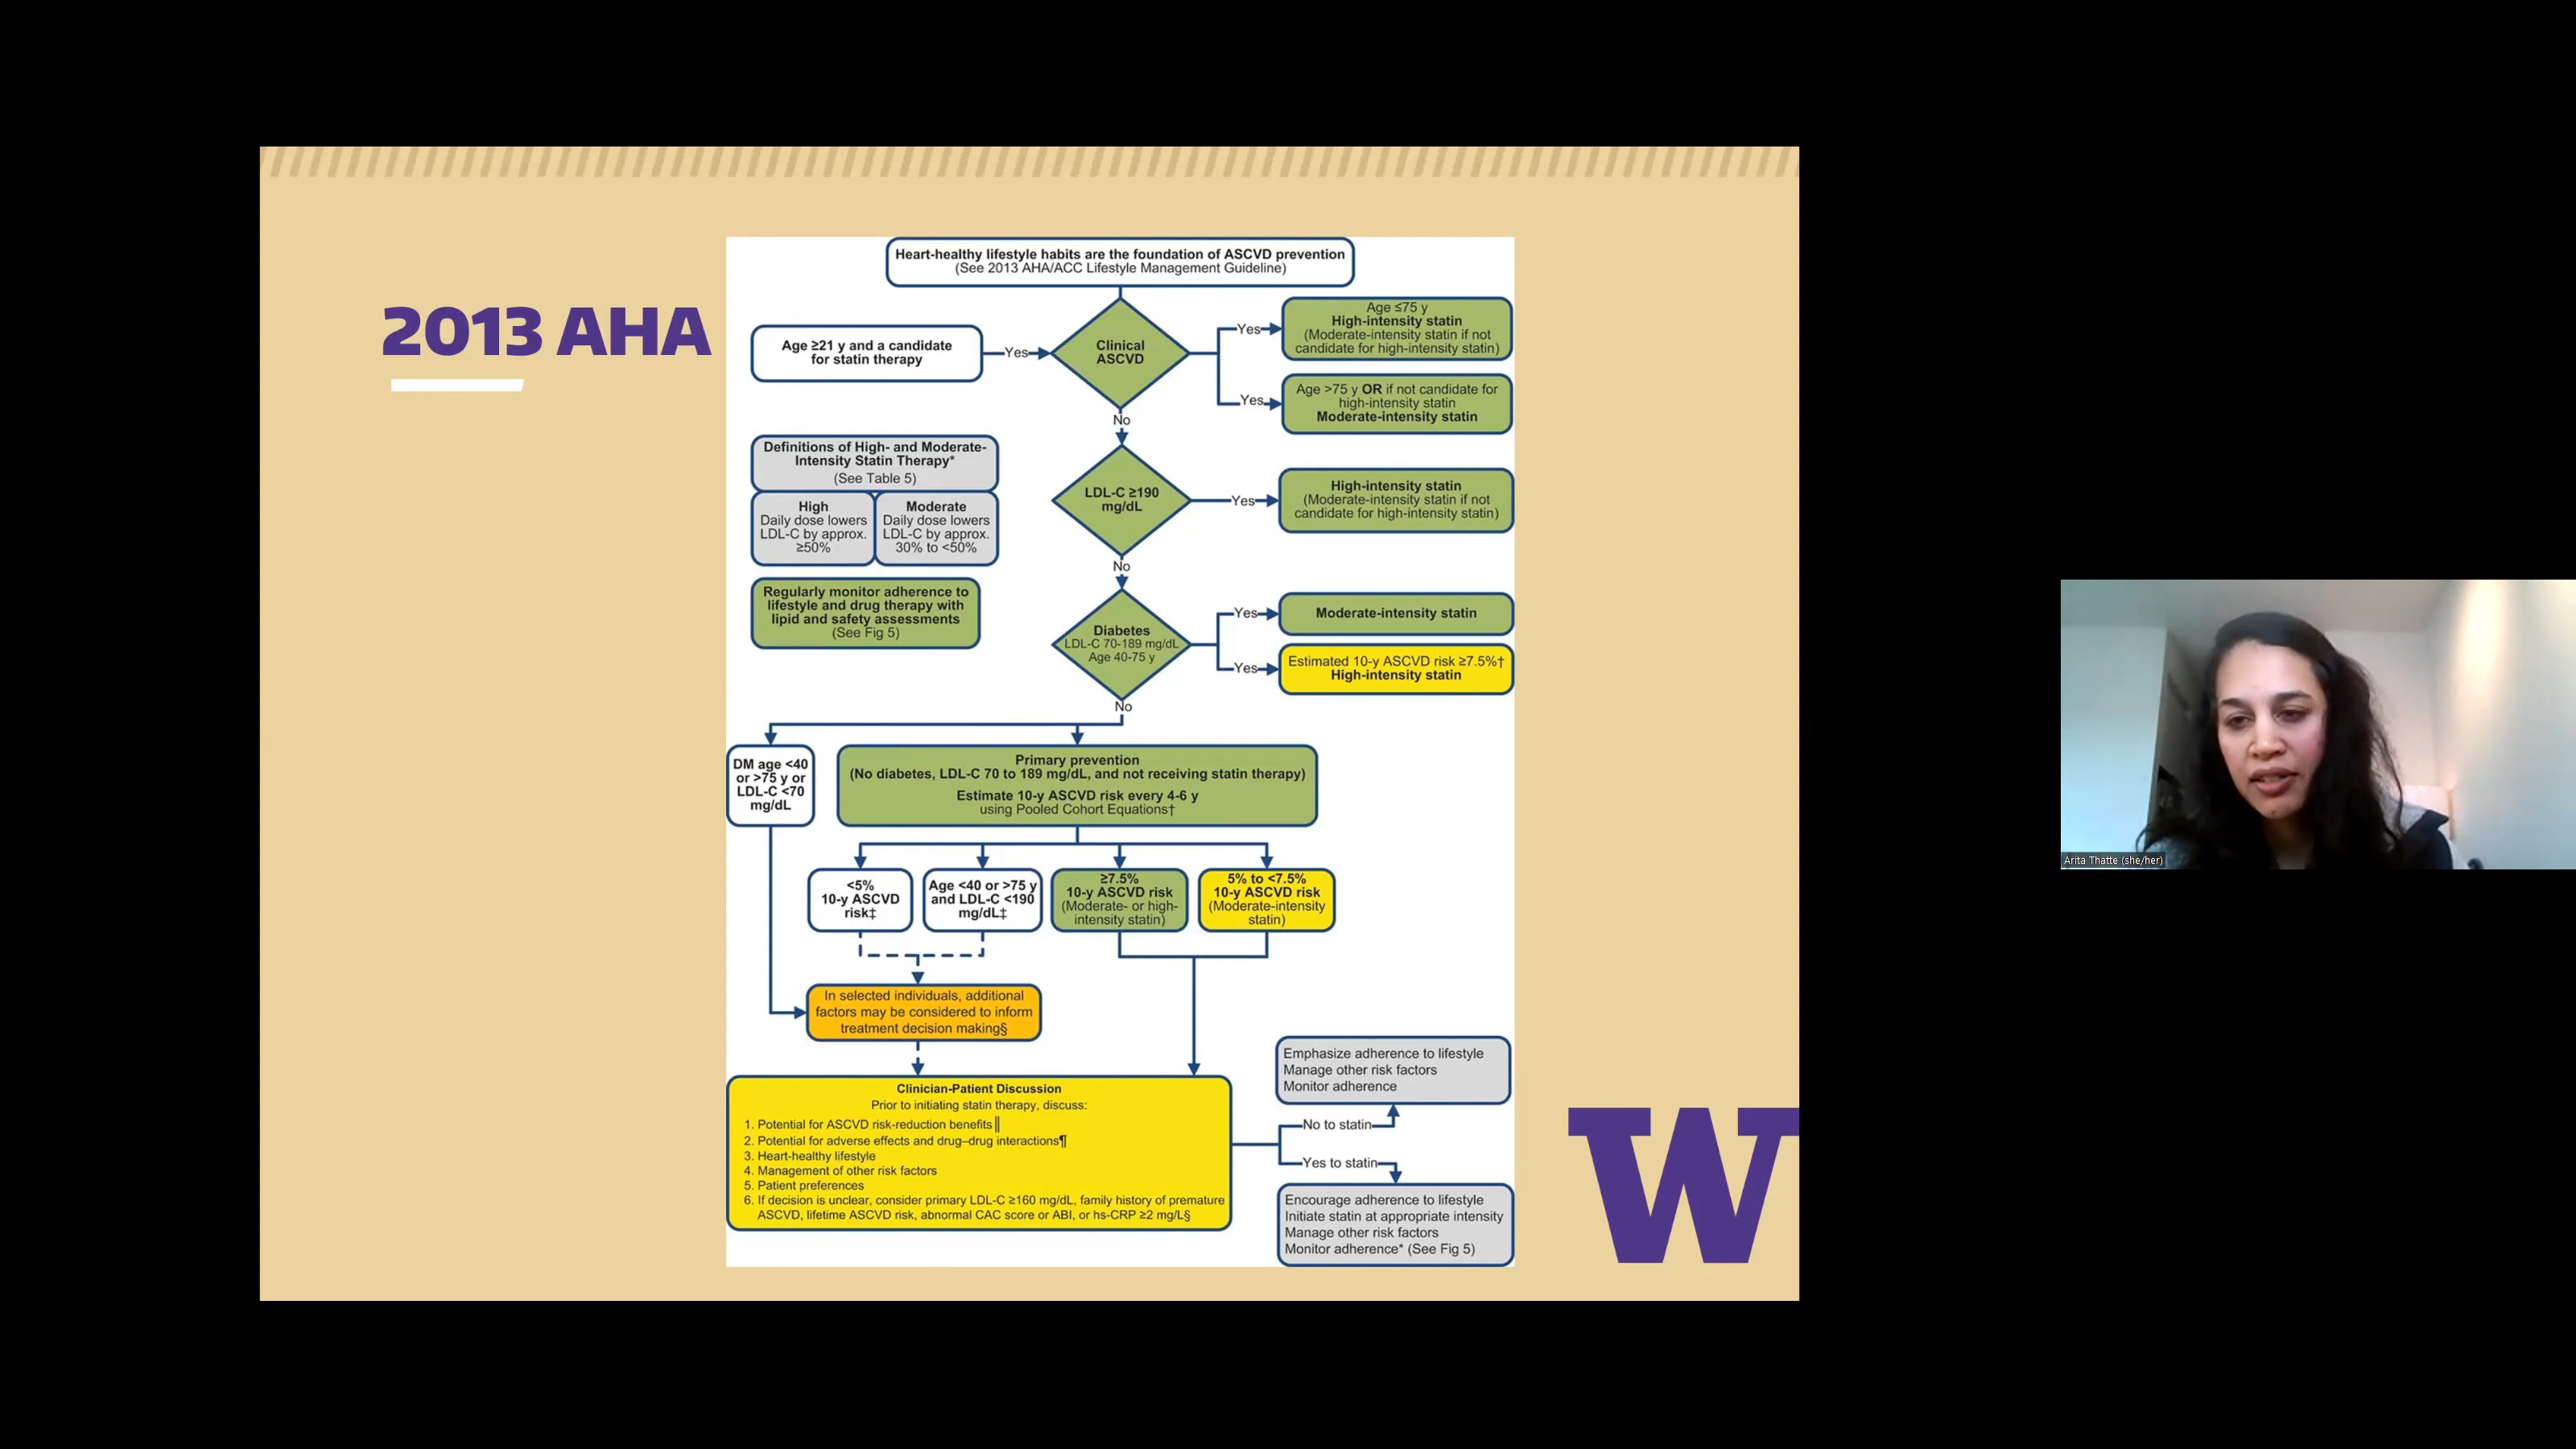 2013 AHA
Heart-healthy lifestyle habits are the foundation of ASCVD prevention
(See 2013 AHA/ACC Lifestyle Management Guideline)
Age ≥21 y and a candidate
for statin therapy
Yes
Clinical
ASCVD
Yes
Age ≤75 y
High-intensity statin
(Moderate-intensity statin if not
candidate for high-intensity statin)
Yes
Age >75 y OR if not candidate for
high-intensity statin
Moderate-intensity statin
No
Definitions of High- and Moderate-
Intensity Statin Therapy*
(See Table 5)
High
Daily dose lowers
LDL-C by approx.
≥50%
Moderate
Daily dose lowers
LDL-C by approx.
30% to <50%
LDL-C ≥190
mg/dL
Yes
High-intensity statin
(Moderate-intensity statin if not
candidate for high-intensity statin)
No
Regularly monitor adherence to
lifestyle and drug therapy with
lipid and safety assessments
(See Fig 5)
Diabetes
LDL-C 70-189 mg/dL
Age 40-75 y
Yes
Moderate-intensity statin
Yes
Estimated 10-y ASCVD risk ≥7.5%†
High-intensity statin
No
DM age <40
or >75 y or
LDL-C <70
mg/dL
Primary prevention
(No diabetes, LDL-C 70 to 189 mg/dL, and not receiving statin therapy)
Estimate 10-y ASCVD risk every 4-6 y
using Pooled Cohort Equations†
<5%
10-y ASCVD
risk‡
Age <40 or >75 y
and LDL-C <190
mg/dL‡
≥7.5%
10-y ASCVD risk
(Moderate- or high-
intensity statin)
5% to <7.5%
10-y ASCVD risk
(Moderate-intensity
statin)
In selected individuals, additional
factors may be considered to inform
treatment decision making§
Clinician-Patient Discussion
Prior to initiating statin therapy, discuss:
1. Potential for ASCVD risk-reduction benefits‖
2. Potential for adverse effects and drug–drug interactions¶
3. Heart-healthy lifestyle
4. Management of other risk factors
5. Patient preferences
6. If decision is unclear, consider primary LDL-C ≥160 mg/dL, family history of premature
ASCVD, lifetime ASCVD risk, abnormal CAC score or ABI, or hs-CRP ≥2 mg/L§
Emphasize adherence to lifestyle
Manage other risk factors
Monitor adherence
No to statin
Yes to statin
Encourage adherence to lifestyle
Initiate statin at appropriate intensity
Manage other risk factors
Monitor adherence* (See Fig 5)
W
Arita Thatte (she/her)